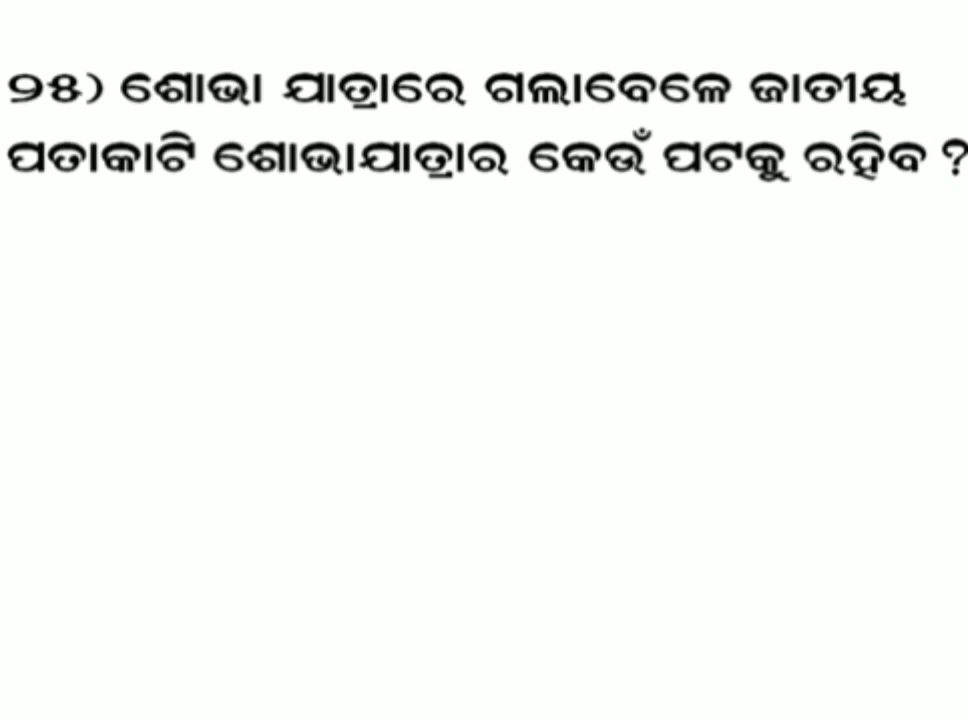 ୨୫) ଶୋଭା ଯାତ୍ରାରେ ଗଲାବେଳେ ଜାତୀୟ
ପତାକାଟି ଶୋଭାଯାତ୍ରାର କେଉଁ ପଟକୁ ରହିବ ?